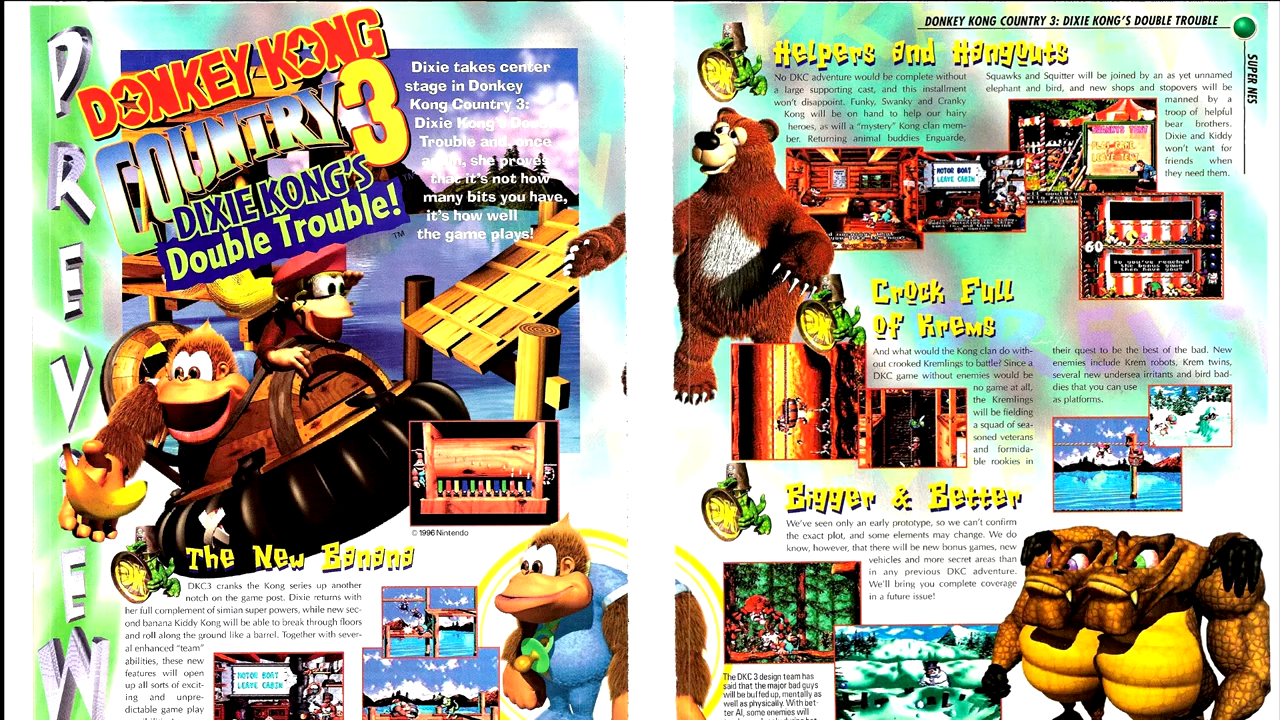 PREVIEW
DONKEY KONG
COUNTRY 3
DIXIE KONG'S
Double Trouble!
TM
Dixie takes center
stage in Donkey
Kong Country 3:
Dixie Kong's Double
Trouble and, once
again, she proves
that it's not how
many bits you have,
it's how well
the game plays!
© 1996 Nintendo
The New Banana
DKC3 cranks the Kong series up another
notch on the game post. Dixie returns with
her full complement of simian super powers, while new sec-
ond banana Kiddy Kong will be able to break through floors
and roll along the ground like a barrel. Together with sever-
al enhanced "team"
abilities, these new
features will open
up all sorts of excit-
ing and unpre-
dictable game play
MOTOR BOAT
LEAVE CABIN
DONKEY KONG COUNTRY 3: DIXIE KONG'S DOUBLE TROUBLE
SUPER NES
Helpers and Hangouts
No DKC adventure would be complete without
a large supporting cast, and this installment
won't disappoint. Funky, Swanky and Cranky
Kong will be on hand to help our hairy
heroes, as will a "mystery" Kong clan mem-
ber. Returning animal buddies Enguarde,
Squawks and Squitter will be joined by an as yet unnamed
elephant and bird, and new shops and stopovers will be
manned by a
troop of helpful
bear brothers.
Dixie and Kiddy
won't want for
friends when
they need them.
MOTOR BOAT
LEAVE CABIN
60
So you've reached
the bonus game
then have you?
Crock Full
of Krems
And what would the Kong clan do with-
out crooked Kremlings to battle! Since a
DKC game without enemies would be
no game at all,
the Kremlings
will be fielding
a squad of sea-
soned veterans
and formida-
ble rookies in
their quest to be the best of the bad. New
enemies include Krem robots, Krem twins,
several new undersea irritants and bird bad-
dies that you can use
as platforms.
Bigger & Better
We've seen only an early prototype, so we can't confirm
the exact plot, and some elements may change. We do
know, however, that there will be new bonus games, new
vehicles and more secret areas than
in any previous DKC adventure.
We'll bring you complete coverage
in a future issue!
The DKC 3 design team has
said that the major bad guys
will be buffed up, mentally as
well as physically. With bet-
ter AI, some enemies will